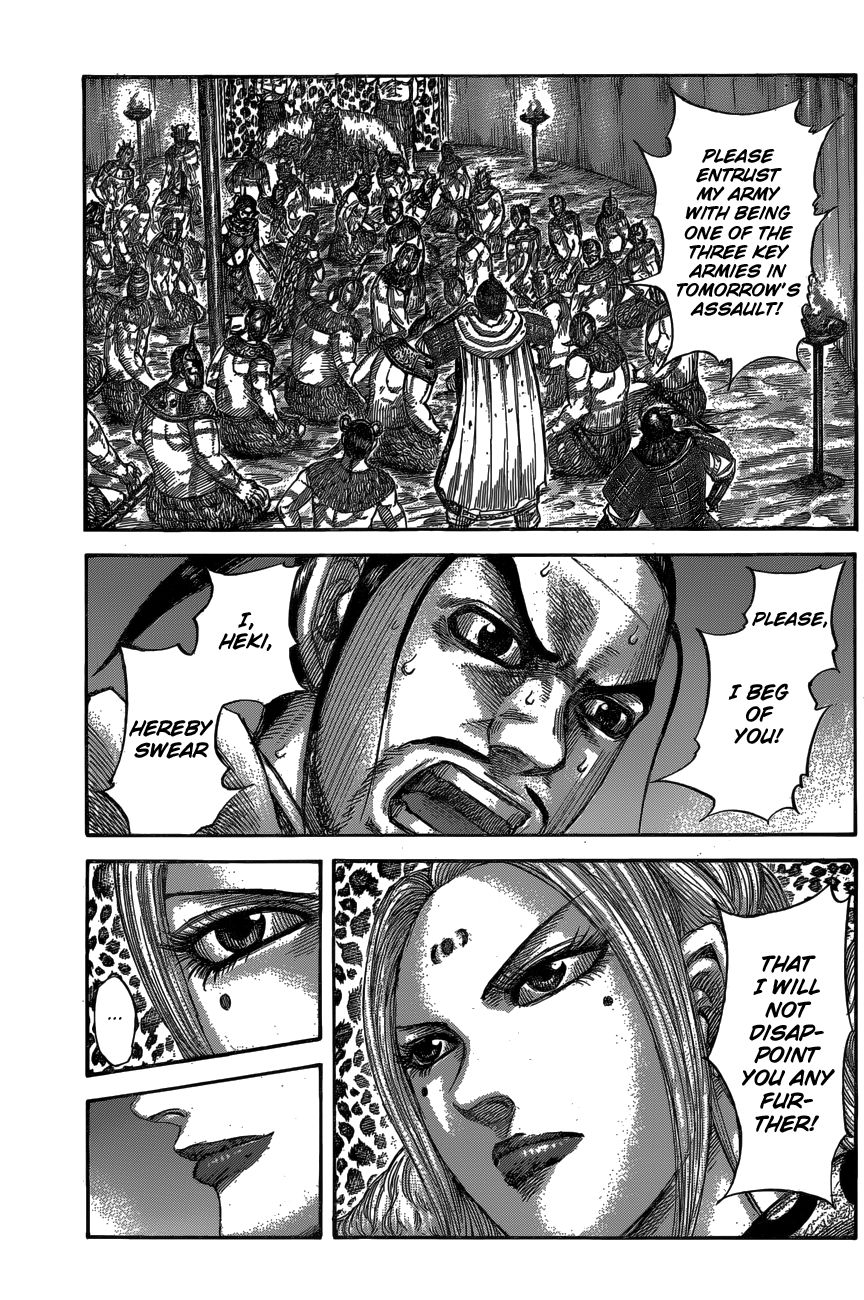 PLEASE
ENTRUST
MY ARMY
WITH BEING
ONE OF THE
THREE KEY
ARMIES IN
TOMORROW'S
ASSAULT!
PLEASE,
I BEG
OF
YOU!
I,
HEKI,
HEREBY
SWEAR
THAT
I WILL
NOT
DISAP-
POINT
YOU ANY
FUR-
THER!
...